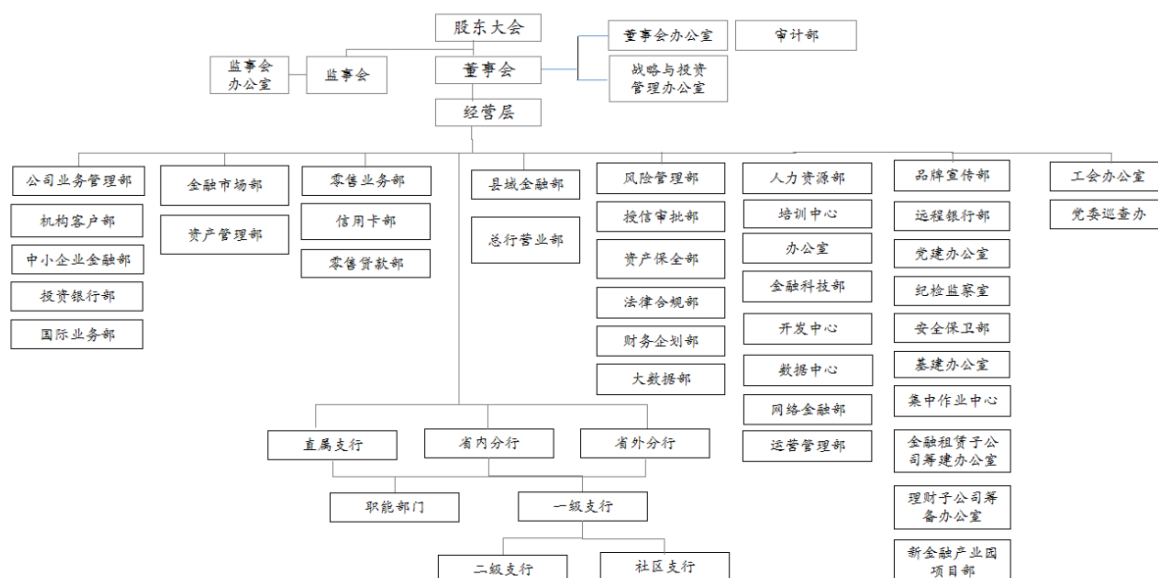 股东大会
董事会办公室
审计部
监事会
办公室
监事会
董事会
战略与投资
管理办公室
经营层
公司业务管理部
机构客户部
中小企业金融部
投资银行部
国际业务部
金融市场部
资产管理部
零售业务部
信用卡部
零售贷款部
县域金融部
总行营业部
风险管理部
授信审批部
资产保全部
法律合规部
财务企划部
大数据部
人力资源部
培训中心
办公室
金融科技部
开发中心
数据中心
网络金融部
运营管理部
品牌宣传部
远程银行部
党建办公室
纪检监察室
安全保卫部
基建办公室
集中作业中心
金融租赁子公
司筹建办公室
理财子公司筹
备办公室
新金融产业园
项目部
工会办公室
党委巡查办
直属支行
省内分行
省外分行
职能部门
一级支行
二级支行
社区支行